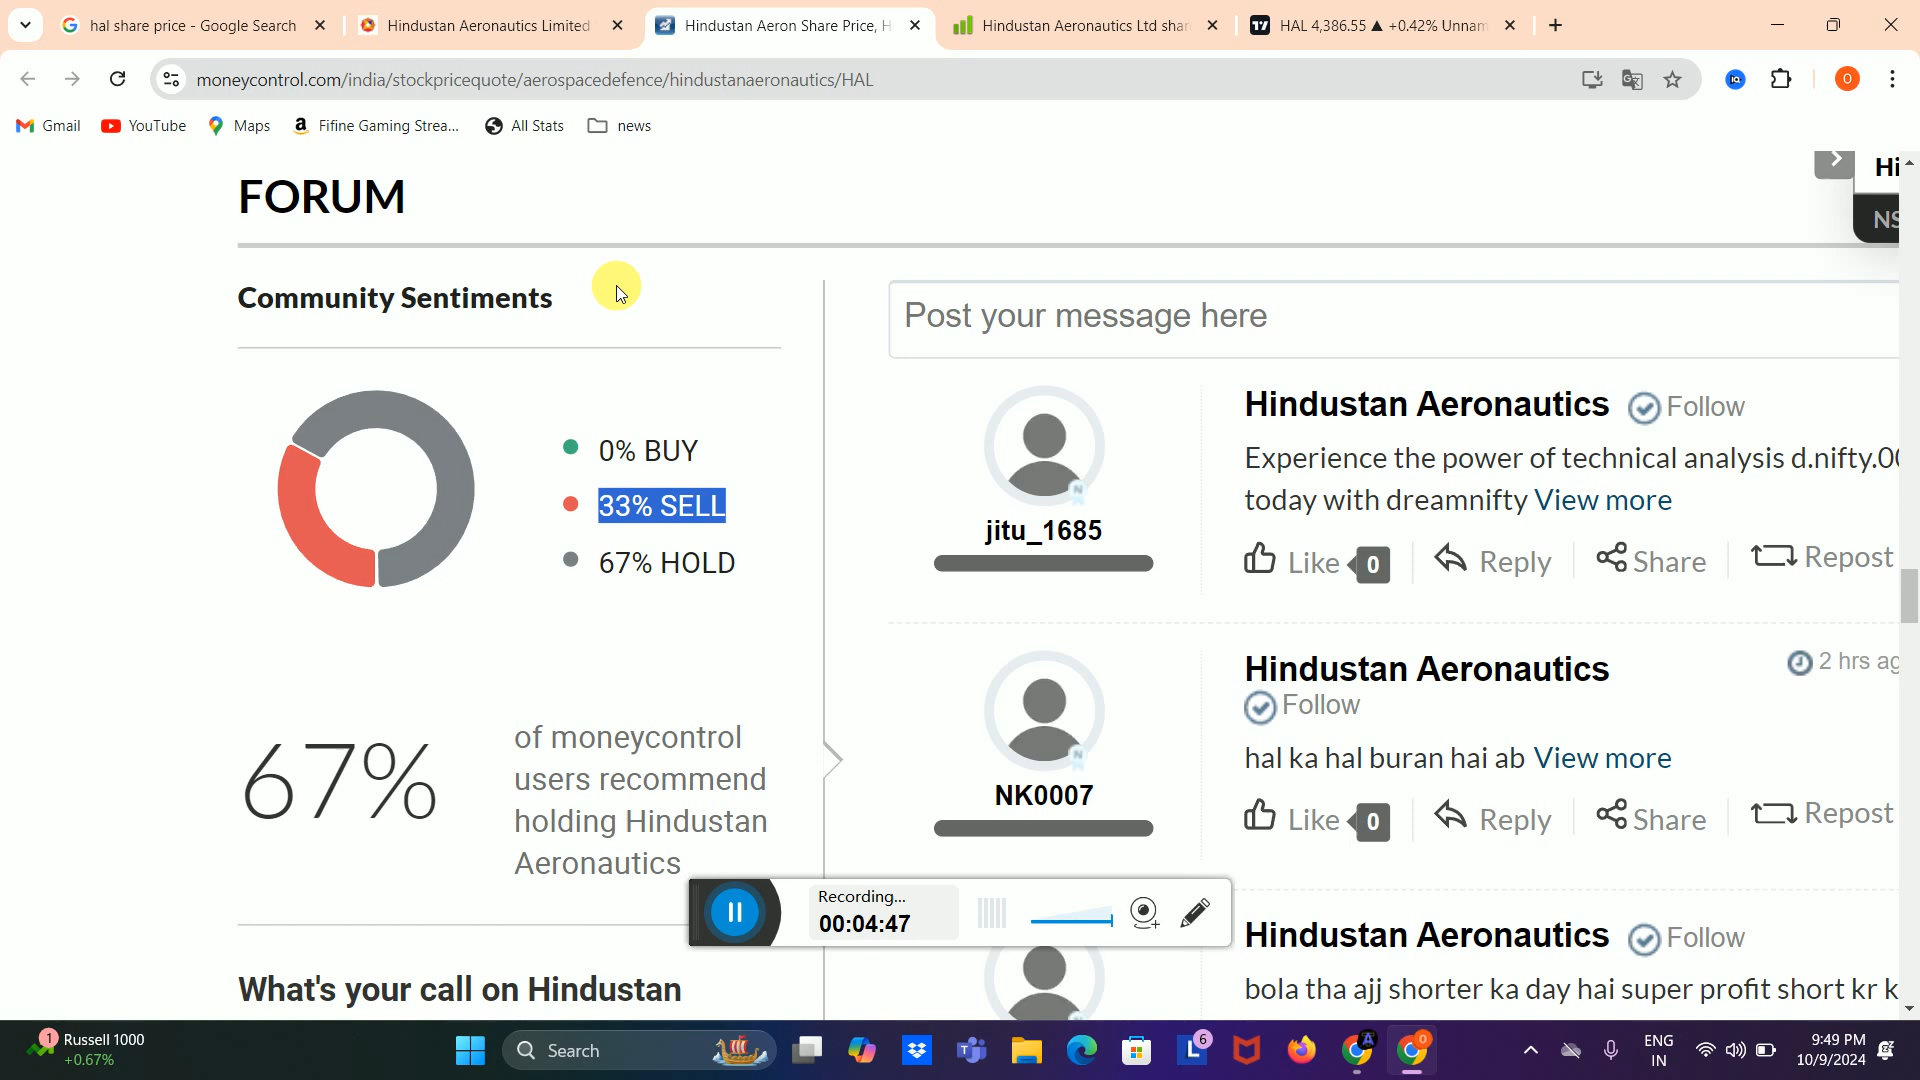 hal share price - Google Search
Hindustan Aeronautics Limited
Hindustan Aeron Share Price, H
Hindustan Aeronautics Ltd shar
HAL 4,386.55 ▲ +0.42% Unnam
moneycontrol.com/india/stockpricequote/aerospacedefence/hindustanaeronautics/HAL
O
Gmail
YouTube
Maps
Fifine Gaming Strea...
All Stats
news
FORUM
Hi
NS
Community Sentiments
0% BUY
33% SELL
67% HOLD
67%
of moneycontrol
users recommend
holding Hindustan
Aeronautics
What's your call on Hindustan
Post your message here
jitu_1685
Hindustan Aeronautics Follow
Experience the power of technical analysis d.nifty.0
today with dreamnifty View more
Like 0 Reply Share Repost
NK0007
Hindustan Aeronautics
2 hrs ag
Follow
hal ka hal buran hai ab View more
Like 0 Reply Share Repost
Hindustan Aeronautics Follow
bola tha ajj shorter ka day hai super profit short kr k
Recording...
00:04:47
1
Russell 1000
+0.67%
Search
6
A
0
ENG
IN
9:49 PM
10/9/2024